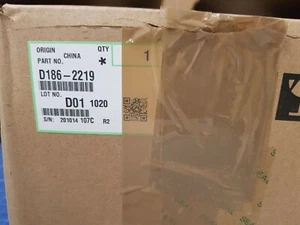 ORIGIN CHINA QTY
PART NO. * 1
D186-2219
LOT NO.
D01 1020
S/N: 201014 107C R2